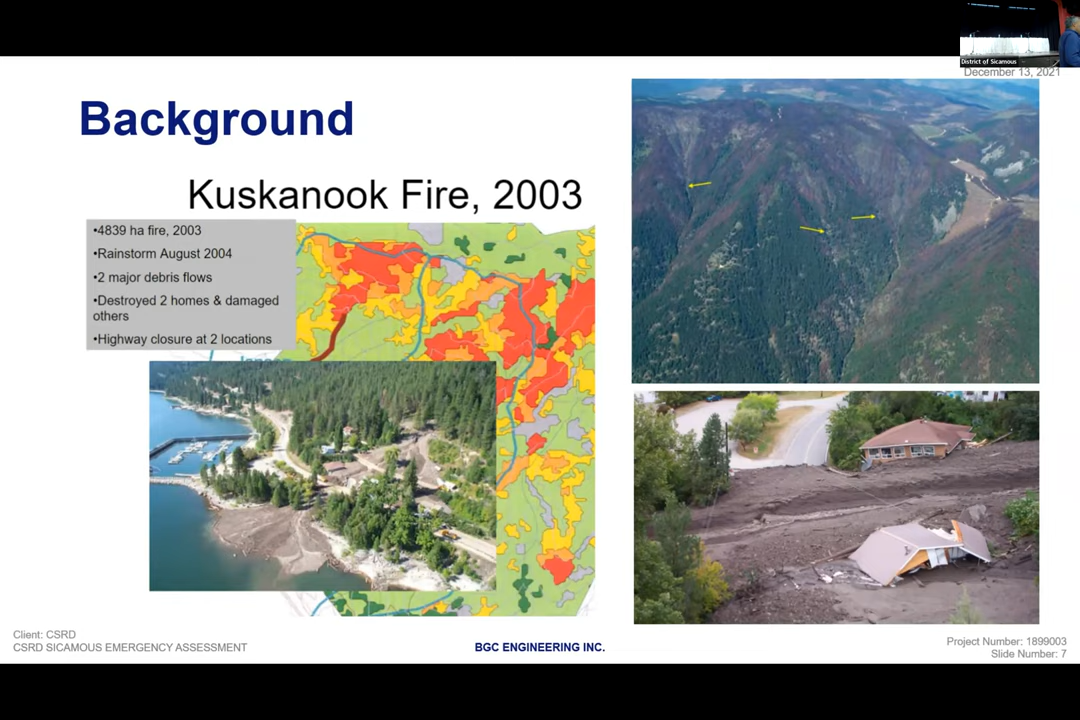 District of Sicamous
December 13, 2021
Background
Kuskanook Fire, 2003
•4839 ha fire, 2003
•Rainstorm August 2004
•2 major debris flows
•Destroyed 2 homes & damaged
others
•Highway closure at 2 locations
Client: CSRD
CSRD SICAMOUS EMERGENCY ASSESSMENT
BGC ENGINEERING INC.
Project Number: 1899003
Slide Number: 7